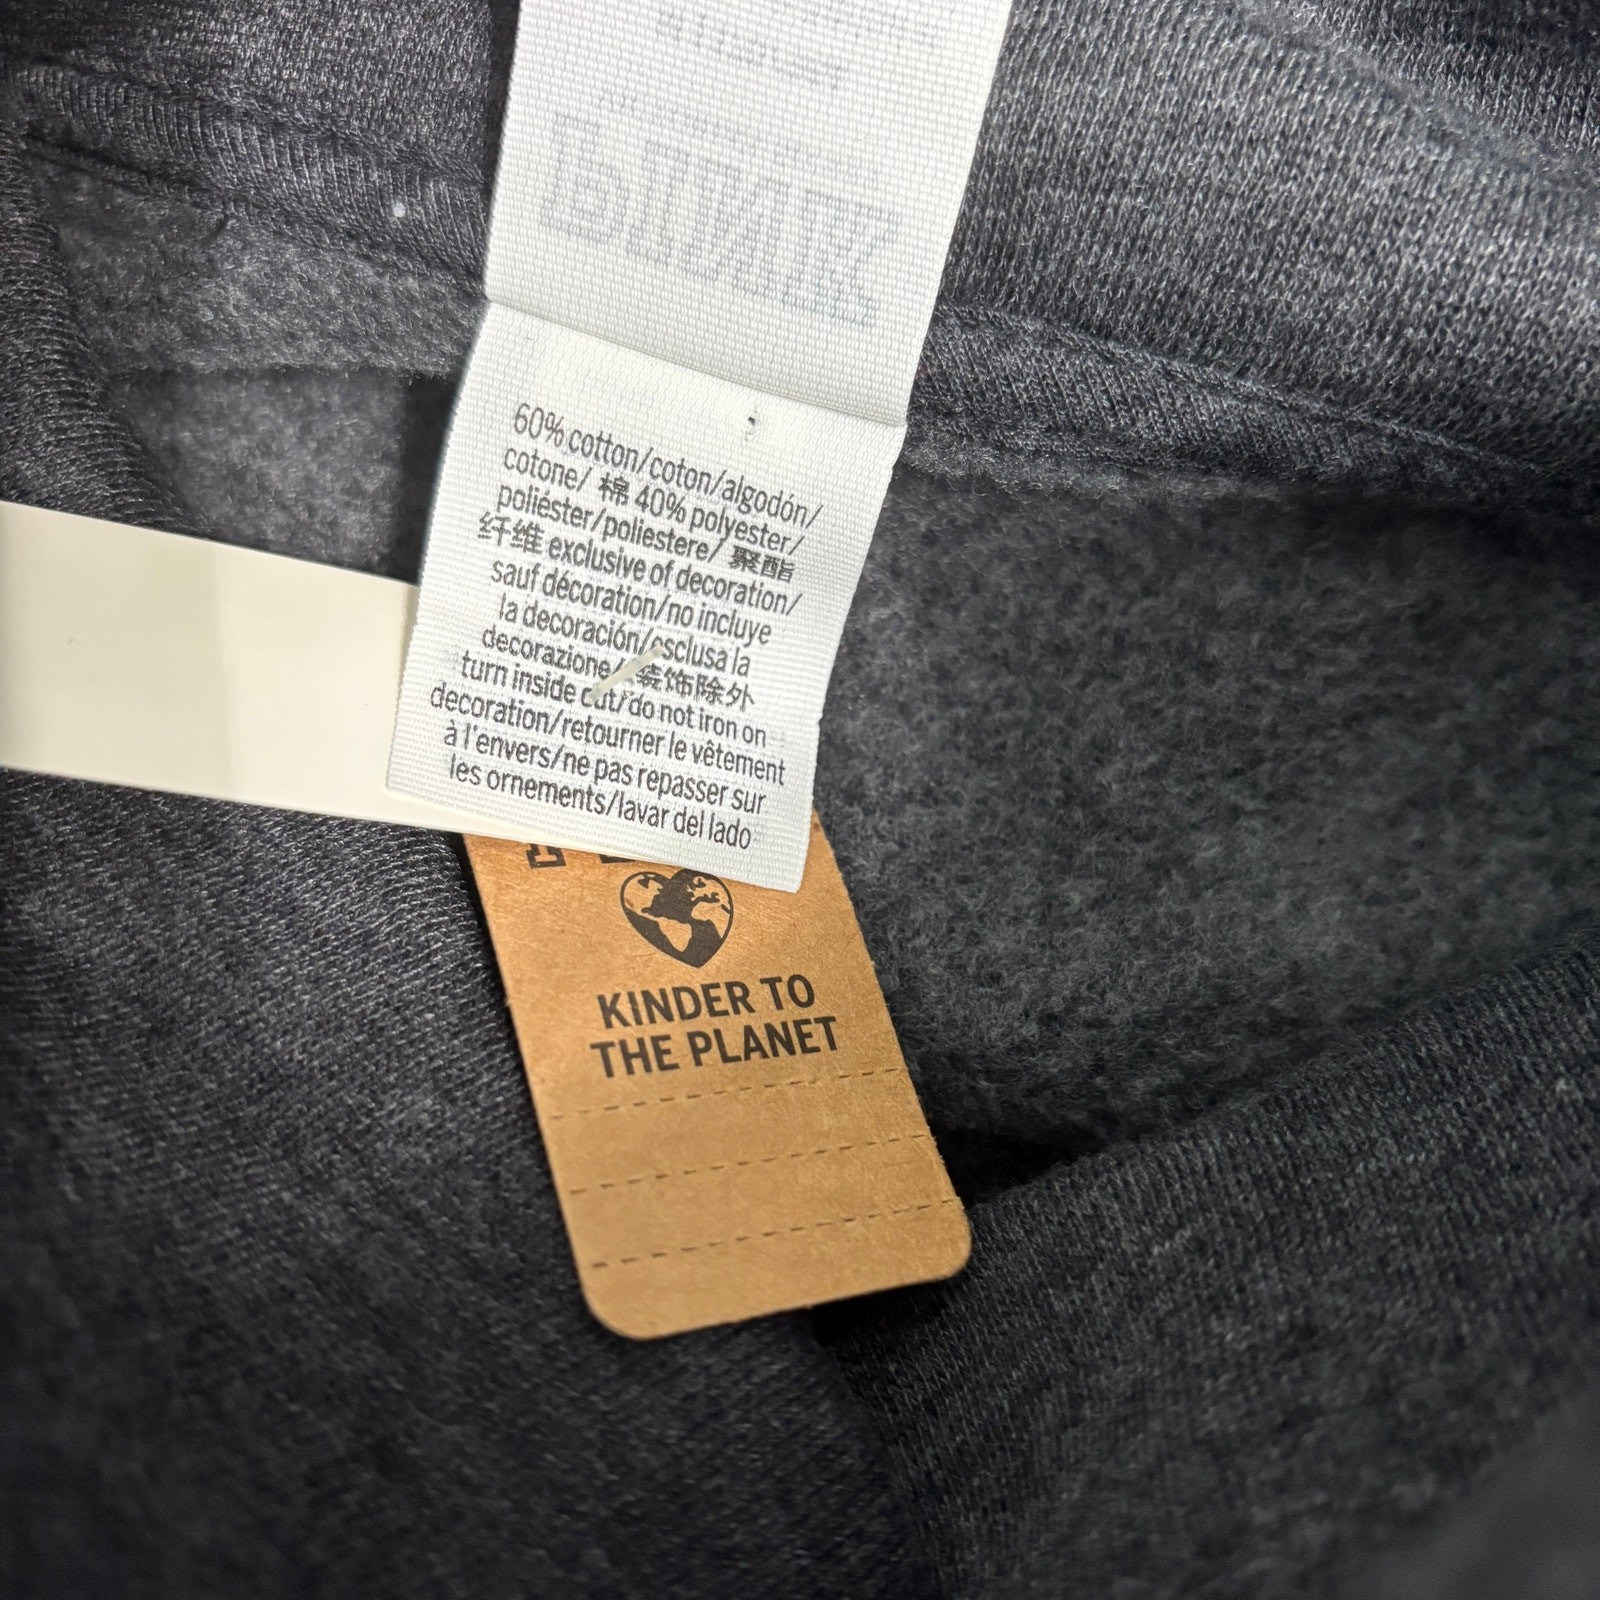 PINK
60% cotton/coton/algodón/
cotone/ 棉 40% polyester/
poliéster/poliestere/ 聚酯
纤维 exclusive of decoration/
sauf décoration/no incluye
la decoración/esclusa la
decorazione/ 装饰除外
turn inside out/do not iron on
decoration/retourner le vêtement
à l'envers/ne pas repasser sur
les ornements/lavar del lado
KINDER TO
THE PLANET